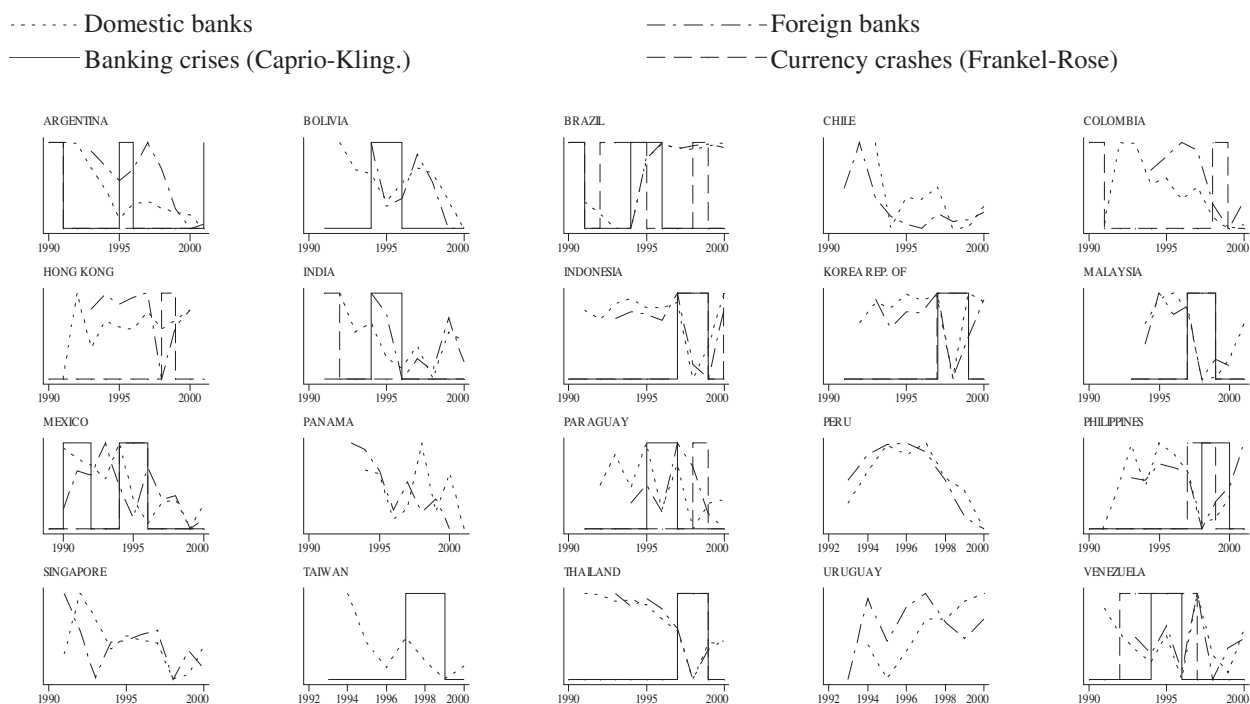 Domestic banks
Foreign banks
Banking crises (Caprio-Kling.)
Currency crashes (Frankel-Rose)
ARGENTINA
BOLIVIA
BRAZIL
CHILE
COLOMBIA
1990 1995 2000
1990 1995 2000
1990 1995 2000
1990 1995 2000
1990 1995 2000
HONG KONG
INDIA
INDONESIA
KOREA REP. OF
MALAYSIA
1990 1995 2000
1990 1995 2000
1990 1995 2000
1990 1995 2000
1990 1995 2000
MEXICO
PANAMA
PARAGUAY
PERU
PHILIPPINES
1990 1995 2000
1990 1995 2000
1990 1995 2000
1992 1994 1996 1998 2000
1990 1995 2000
SINGAPORE
TAIWAN
THAILAND
URUGUAY
VENEZUELA
1990 1995 2000
1992 1994 1996 1998 2000
1990 1995 2000
1992 1994 1996 1998 2000
1990 1995 2000